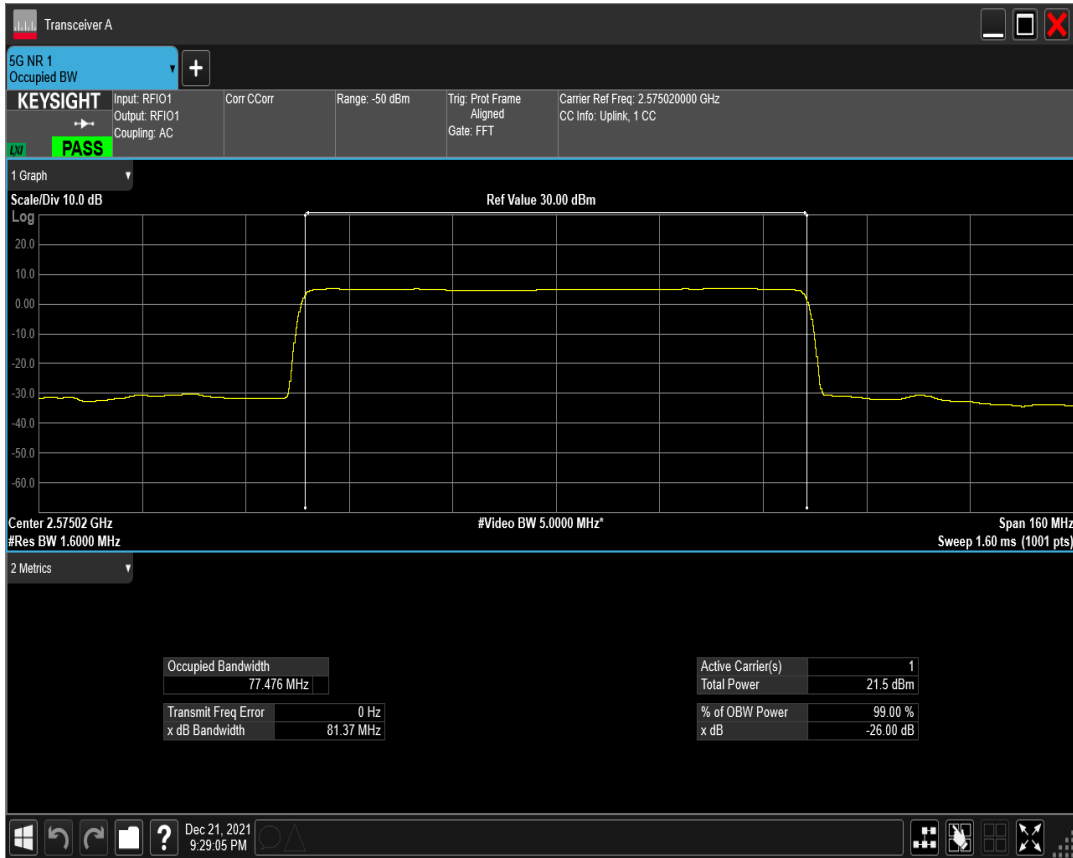 Transceiver A
5G NR 1
Occupied BW
KEYSIGHT
LXI
PASS
Input: RFIO1
Output: RFIO1
Coupling: AC
Corr CCorr
Range: -50 dBm
Trig: Prot Frame
Aligned
Gate: FFT
Carrier Ref Freq: 2.575020000 GHz
CC Info: Uplink, 1 CC
1 Graph
Scale/Div 10.0 dB
Ref Value 30.00 dBm
Log
20.0
10.0
0.00
-10.0
-20.0
-30.0
-40.0
-50.0
-60.0
Center 2.57502 GHz
#Video BW 5.0000 MHz*
Span 160 MHz
#Res BW 1.6000 MHz
Sweep 1.60 ms (1001 pts)
2 Metrics
Occupied Bandwidth
77.476 MHz
Transmit Freq Error 0 Hz
x dB Bandwidth 81.37 MHz
Active Carrier(s) 1
Total Power 21.5 dBm
% of OBW Power 99.00 %
x dB -26.00 dB
?
Dec 21, 2021
9:29:05 PM